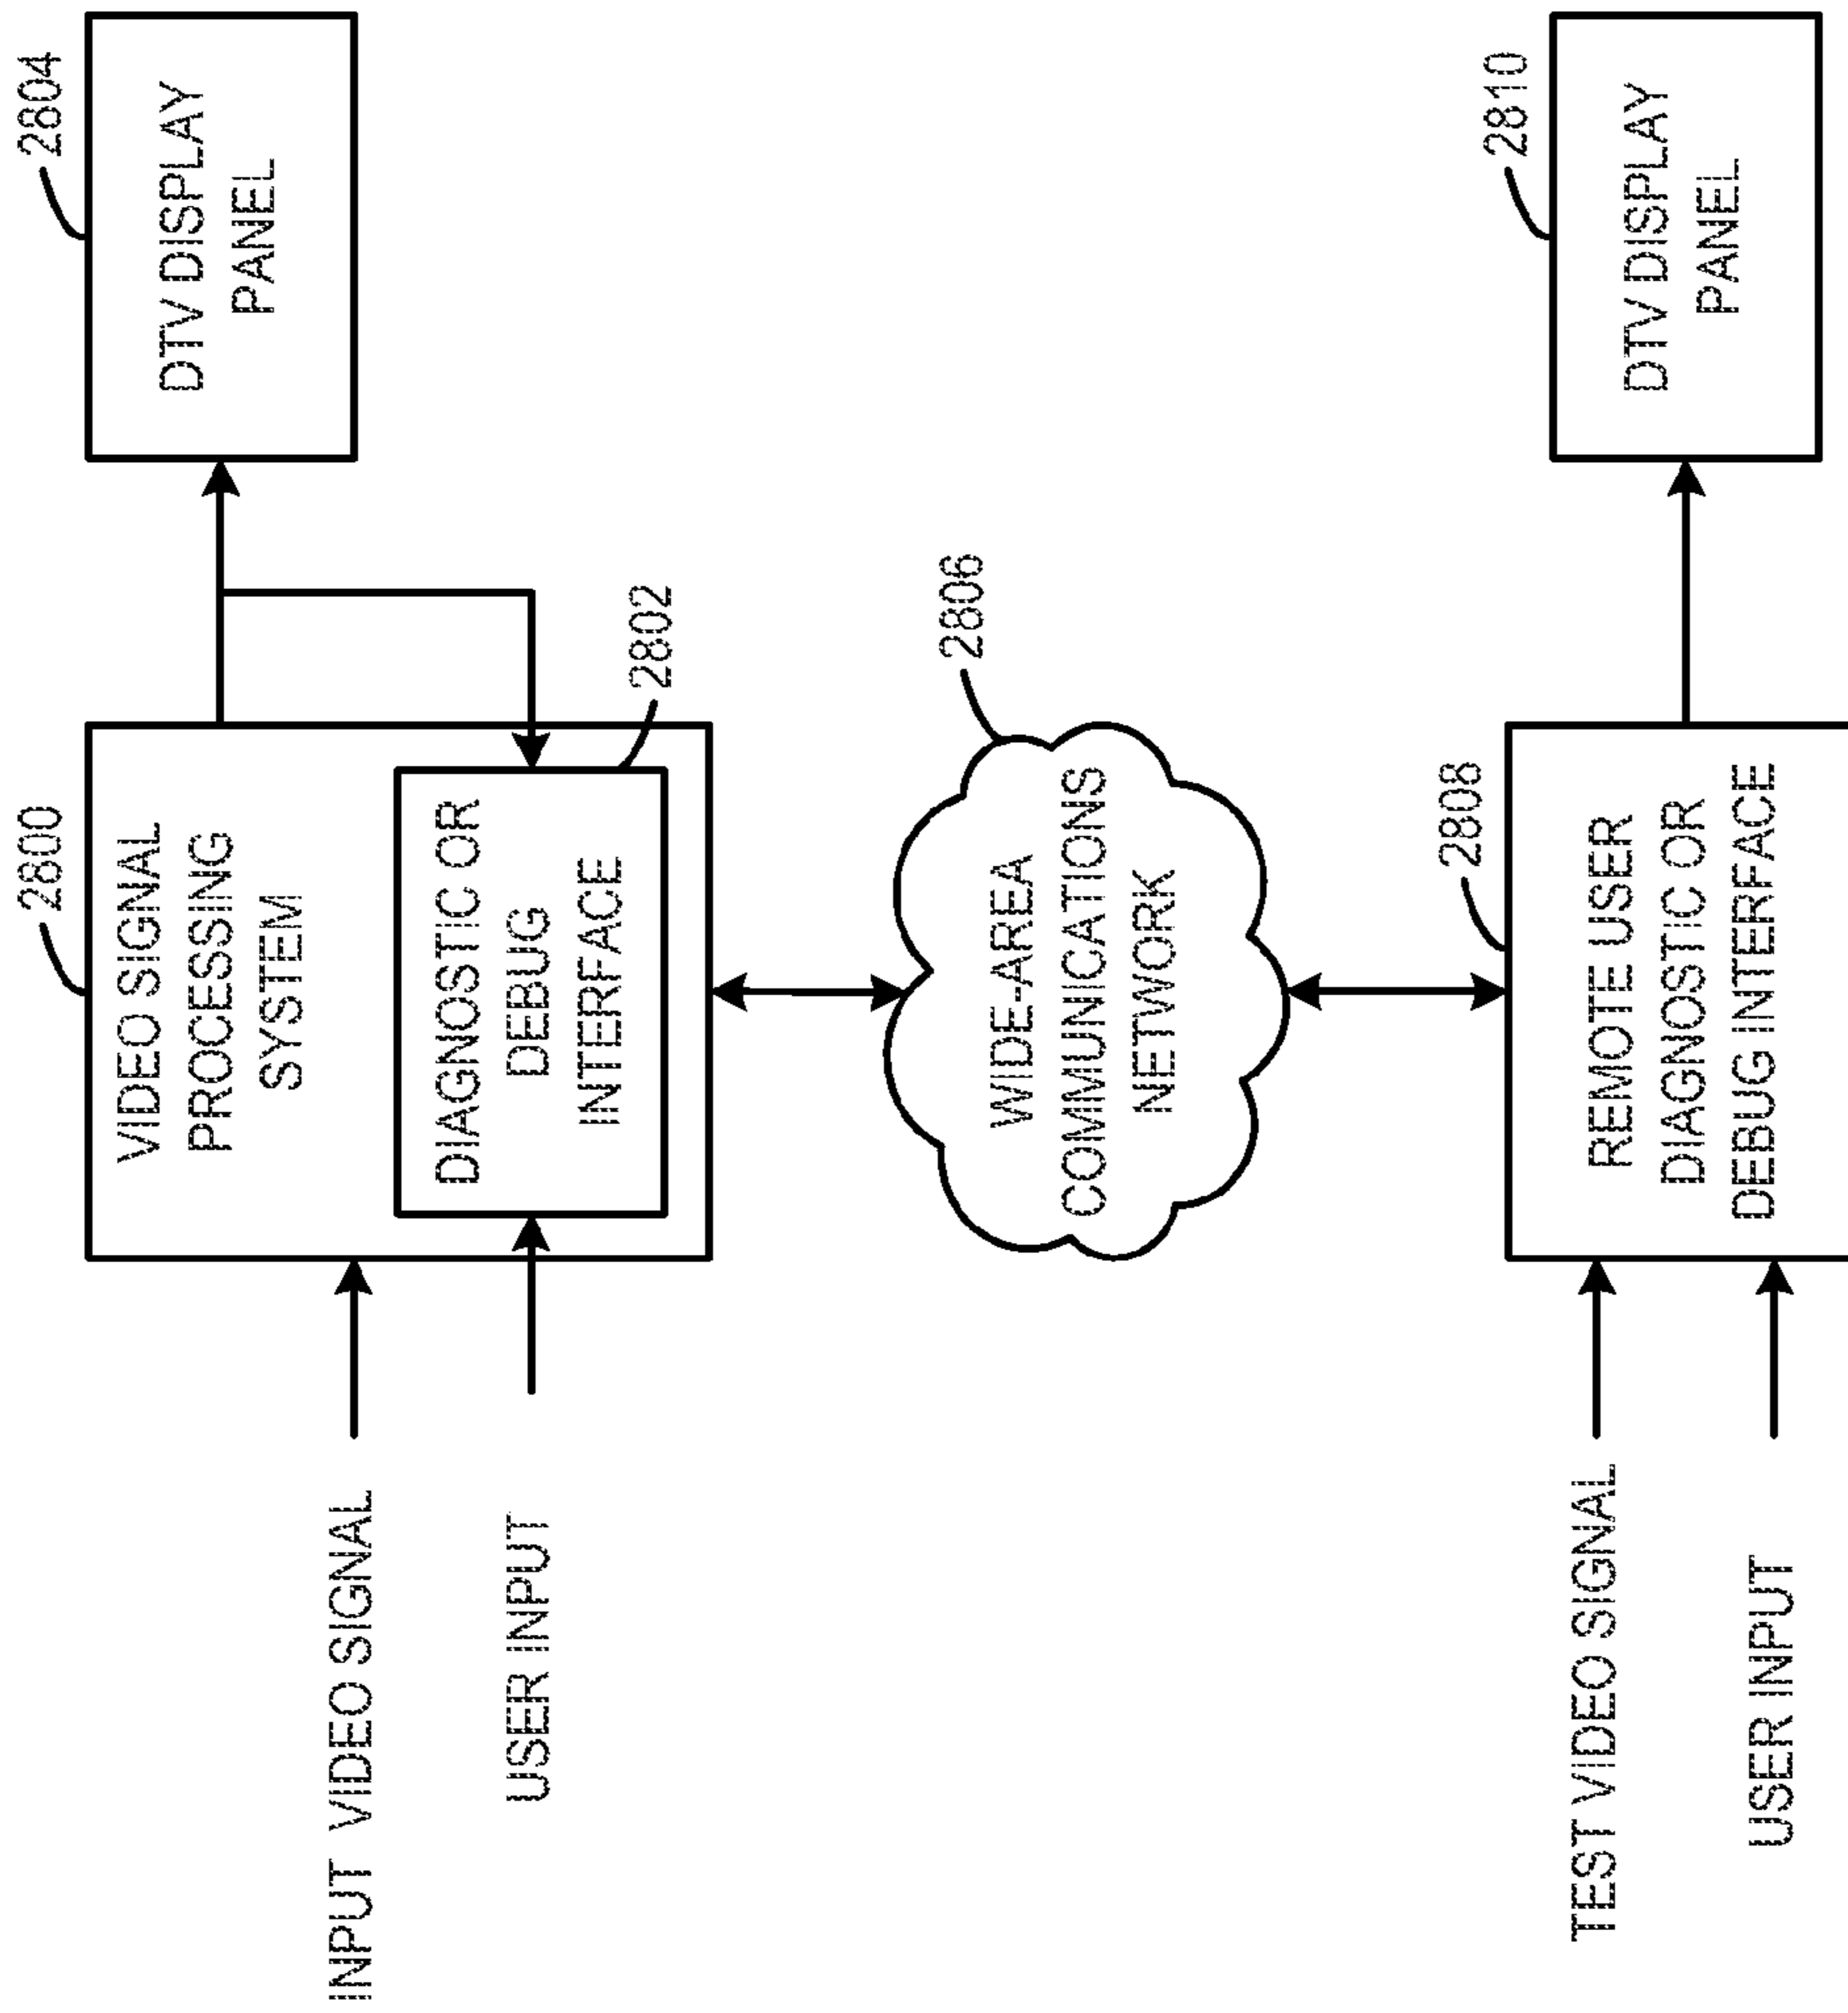 2800
VIDEO SIGNAL
PROCESSING
SYSTEM
2804
DTV DISPLAY
PANEL
INPUT VIDEO SIGNAL
USER INPUT
DIAGNOSTIC OR
DEBUG
INTERFACE
2802
2806
WIDE-AREA
COMMUNICATIONS
NETWORK
2808
REMOTE USER
DIAGNOSTIC OR
DEBUG INTERFACE
2810
DTV DISPLAY
PANEL
TEST VIDEO SIGNAL
USER INPUT